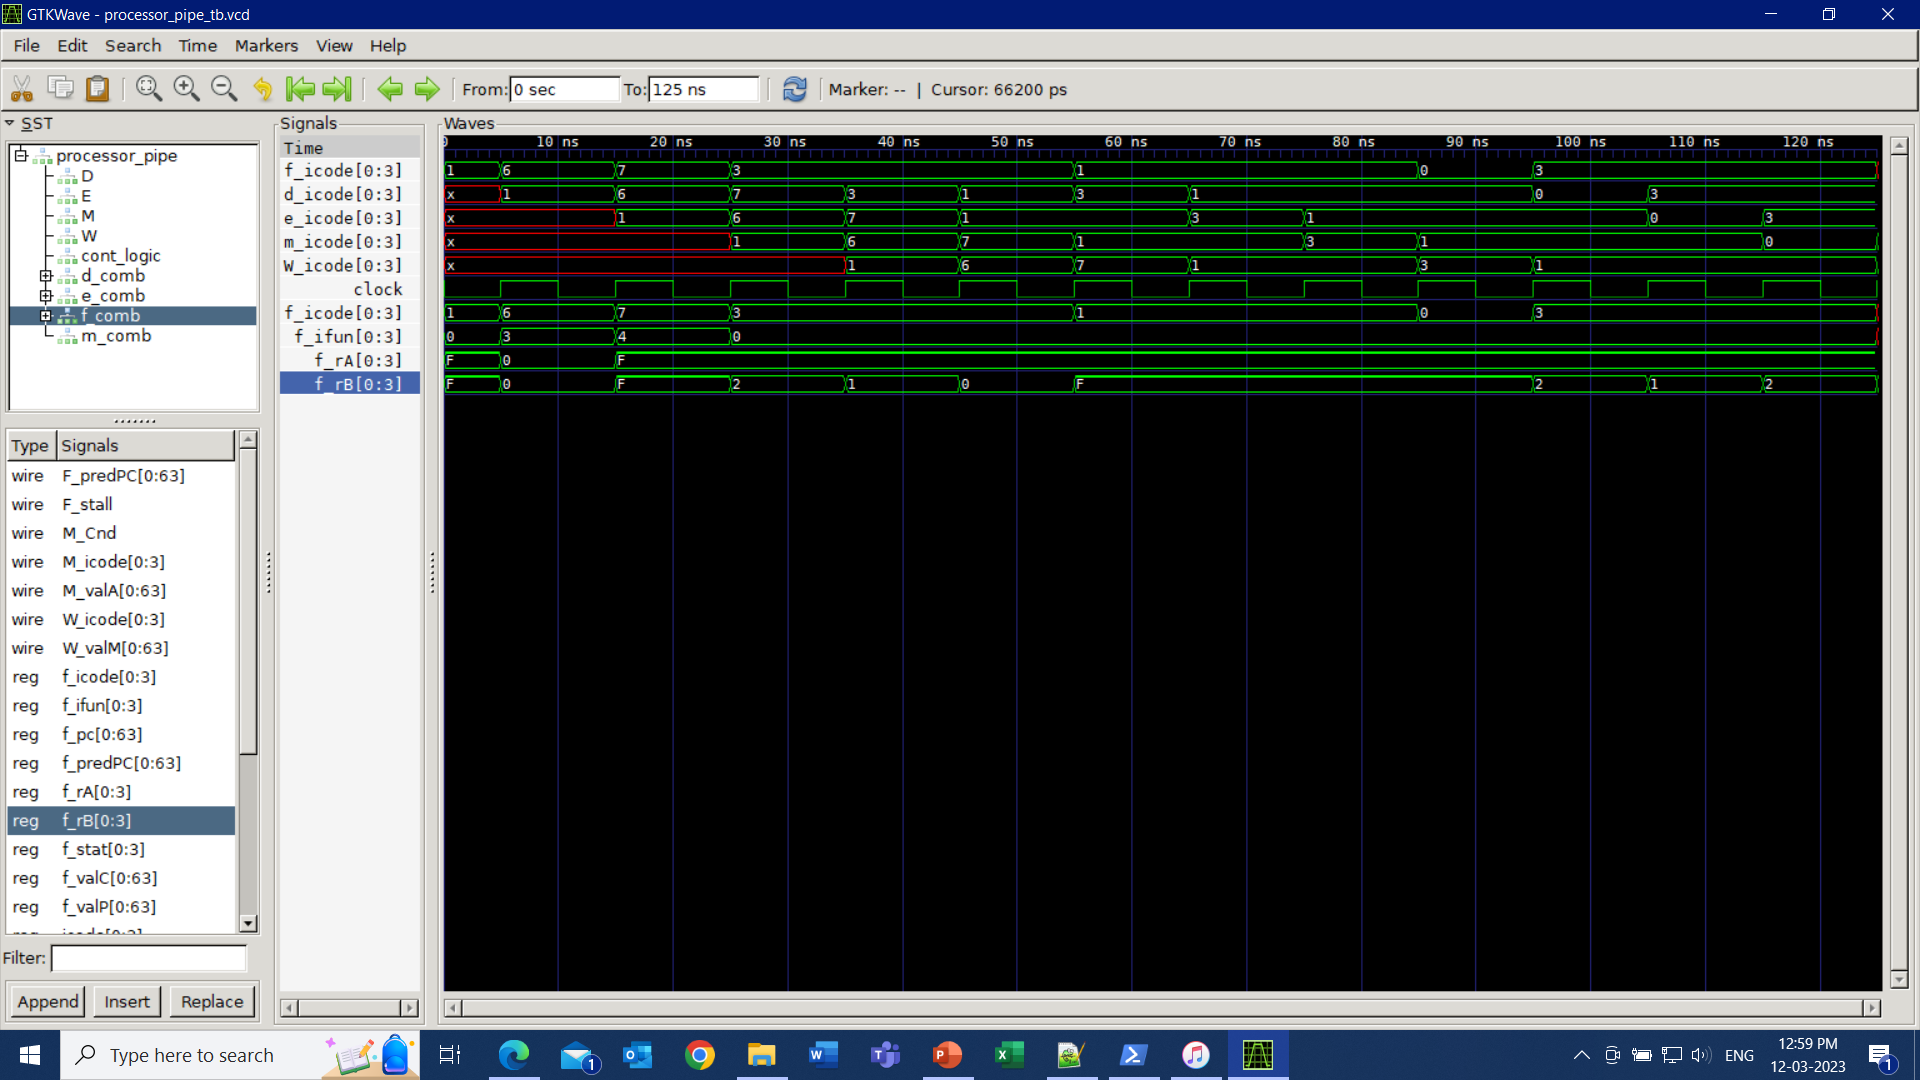 GTKWave - processor_pipe_tb.vcd
File Edit Search Time Markers View Help
From: 0 sec To: 125 ns Marker: -- | Cursor: 66200 ps
SST
processor_pipe
D
E
M
W
cont_logic
d_comb
e_comb
f_comb
m_comb
Type Signals
wire F_predPC[0:63]
wire F_stall
wire M_Cnd
wire M_icode[0:3]
wire M_valA[0:63]
wire W_icode[0:3]
wire W_valM[0:63]
reg f_icode[0:3]
reg f_ifun[0:3]
reg f_pc[0:63]
reg f_predPC[0:63]
reg f_rA[0:3]
reg f_rB[0:3]
reg f_stat[0:3]
reg f_valC[0:63]
reg f_valP[0:63]
Filter:
Append Insert Replace
Signals
Time
f_icode[0:3]
d_icode[0:3]
e_icode[0:3]
m_icode[0:3]
W_icode[0:3]
clock
f_icode[0:3]
f_ifun[0:3]
f_rA[0:3]
f_rB[0:3]
Waves
0 10 ns 20 ns 30 ns 40 ns 50 ns 60 ns 70 ns 80 ns 90 ns 100 ns 110 ns 120 ns
1 6 7 3 1 0 3
x 1 6 7 3 1 3 1 0 3
x 1 6 7 1 3 1 0 3
x 1 6 7 1 3 1 0
x 1 6 7 1 3 1
1 6 7 3 1 0 3
0 3 4 0
F 0 F
F 0 F 2 1 0 F 2 1 2
Type here to search
1
ENG
12:59 PM
12-03-2023
1